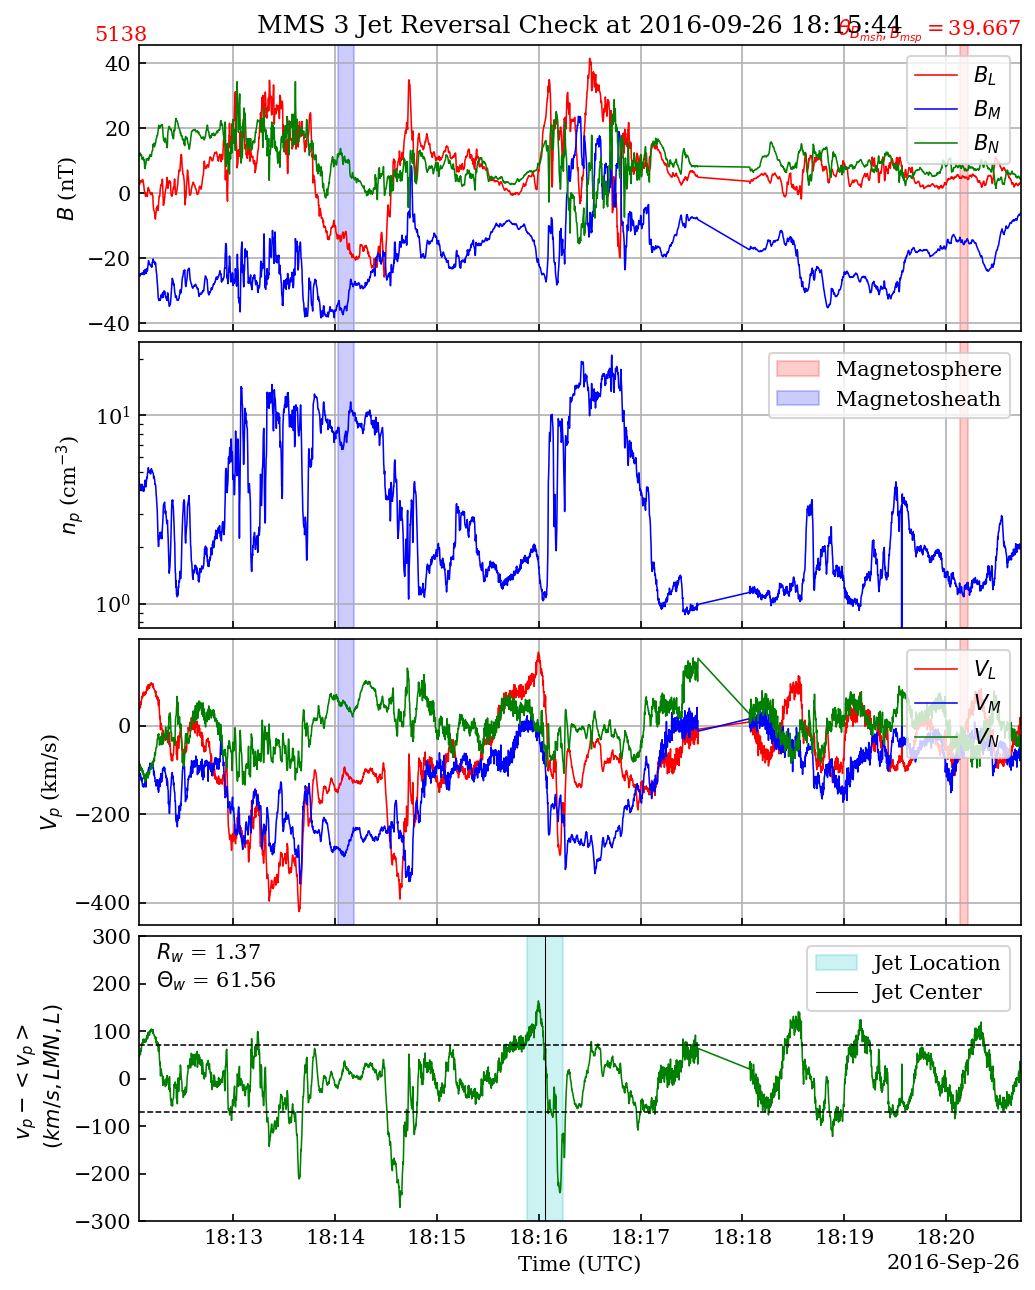 MMS 3 Jet Reversal Check at 2016-09-26 18:15:44
5138
θ_{B_{msh}, B_{msp}} = 39.667
B (nT)
40
20
0
−20
−40
B_L
B_M
B_N
n_p (cm^{−3})
10^1
10^0
Magnetosphere
Magnetosheath
V_p (km/s)
0
−200
−400
V_L
V_M
V_N
v_p − < v_p >
(km/s, LMN, L)
300
200
100
0
−100
−200
−300
R_w = 1.37
Θ_w = 61.56
Jet Location
Jet Center
18:13 18:14 18:15 18:16 18:17 18:18 18:19 18:20
Time (UTC)
2016-Sep-26